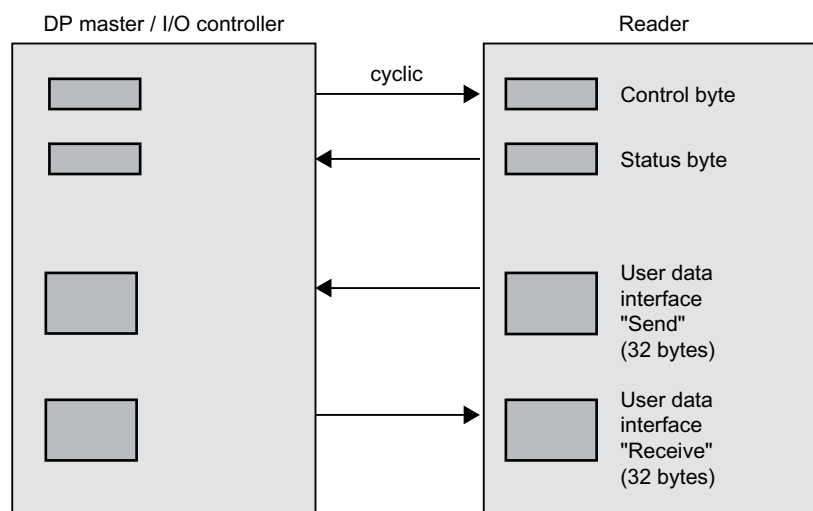 DP master / I/O controller
Reader
cyclic
Control byte
Status byte
User data
interface
"Send"
(32 bytes)
User data
interface
"Receive"
(32 bytes)